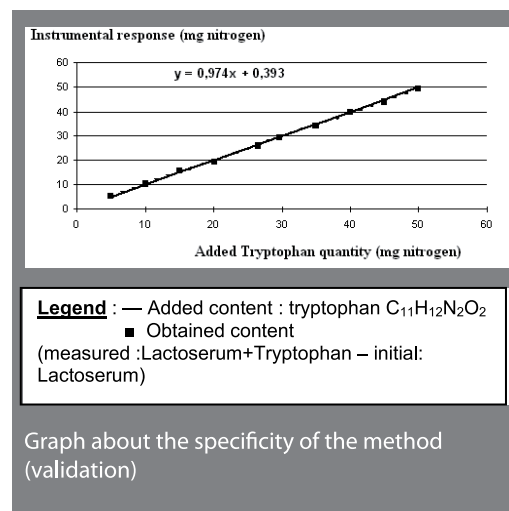 Instrumental response (mg nitrogen)
y = 0,974x + 0,393
60
50
40
30
20
10
0
0 10 20 30 40 50 60
Added Tryptophan quantity (mg nitrogen)
Legend : — Added content : tryptophan C₁₁H₁₂N₂O₂
■ Obtained content
(measured :Lactoserum+Tryptophan – initial:
Lactoserum)
Graph about the specificity of the method
(validation)